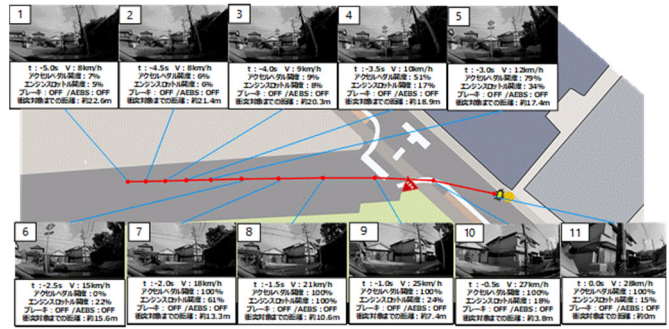 1
t：-5.0s V：8km/h
アクセルペダル開度：7%
エンジンスロットル開度：5%
ブレーキ：OFF /AEBS：OFF
衝突対象までの距離：約22.6m
2
t：-4.5s V：8km/h
アクセルペダル開度：6%
エンジンスロットル開度：6%
ブレーキ：OFF /AEBS：OFF
衝突対象までの距離：約21.4m
3
t：-4.0s V：9km/h
アクセルペダル開度：9%
エンジンスロットル開度：8%
ブレーキ：OFF /AEBS：OFF
衝突対象までの距離：約20.3m
4
t：-3.5s V：10km/h
アクセルペダル開度：51%
エンジンスロットル開度：17%
ブレーキ：OFF /AEBS：OFF
衝突対象までの距離：約18.9m
5
t：-3.0s V：12km/h
アクセルペダル開度：79%
エンジンスロットル開度：34%
ブレーキ：OFF /AEBS：OFF
衝突対象までの距離：約17.4m
6
t：-2.5s V：15km/h
アクセルペダル開度：0%
エンジンスロットル開度：22%
ブレーキ：OFF /AEBS：OFF
衝突対象までの距離：約15.6m
7
t：-2.0s V：18km/h
アクセルペダル開度：100%
エンジンスロットル開度：61%
ブレーキ：OFF /AEBS：OFF
衝突対象までの距離：約13.3m
8
t：-1.5s V：21km/h
アクセルペダル開度：100%
エンジンスロットル開度：100%
ブレーキ：OFF /AEBS：OFF
衝突対象までの距離：約10.6m
9
t：-1.0s V：25km/h
アクセルペダル開度：100%
エンジンスロットル開度：24%
ブレーキ：OFF /AEBS：OFF
衝突対象までの距離：約7.4m
10
t：-0.5s V：27km/h
アクセルペダル開度：100%
エンジンスロットル開度：18%
ブレーキ：OFF /AEBS：OFF
衝突対象までの距離：約3.8m
11
t：0.0s V：28km/h
アクセルペダル開度：100%
エンジンスロットル開度：15%
ブレーキ：OFF /AEBS：OFF
衝突対象までの距離：約0m